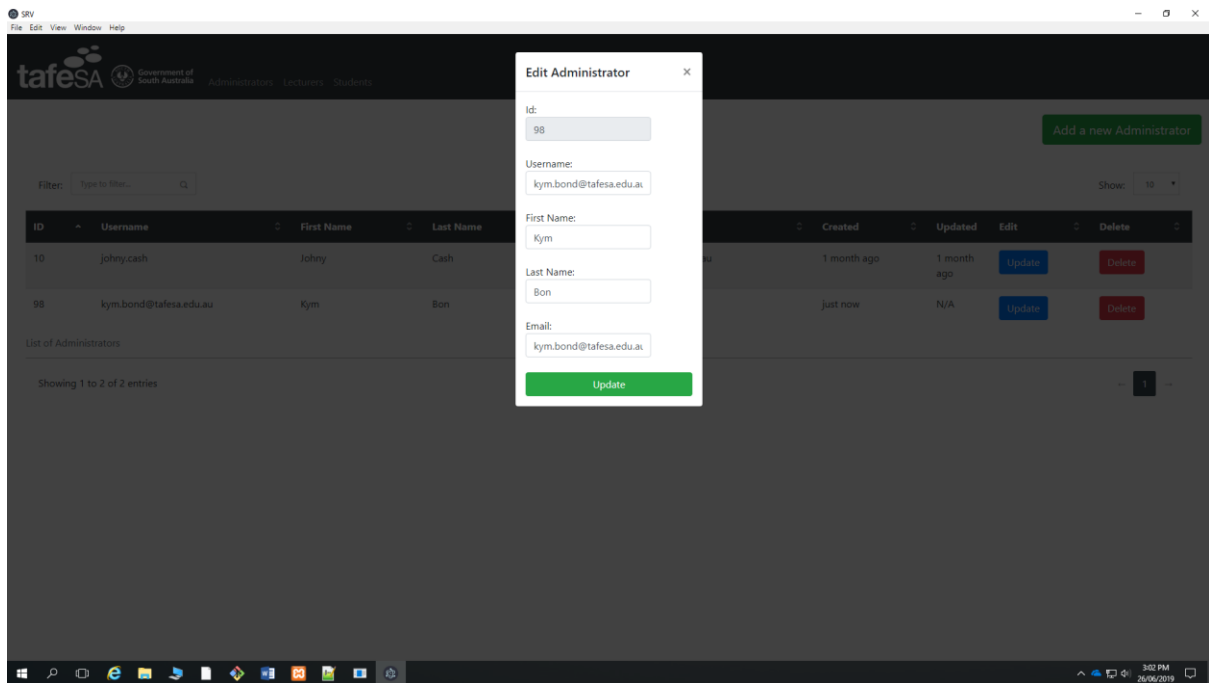 SRV
File Edit View Window Help
tafeSA Government of South Australia Administrators Lecturers Students
Edit Administrator ×
Id:
98
Add a new Administrator
Username:
kym.bond@tafesa.edu.au
Filter: Type to filter... Show: 10
First Name:
Kym
ID Username First Name Last Name Created Updated Edit Delete
10 johny.cash Johny Cash au 1 month ago 1 month ago Update Delete
Last Name:
Bon
98 kym.bond@tafesa.edu.au Kym Bon just now N/A Update Delete
Email:
kym.bond@tafesa.edu.au
List of Administrators
Update
Showing 1 to 2 of 2 entries ← 1 →
3:02 PM
26/06/2019